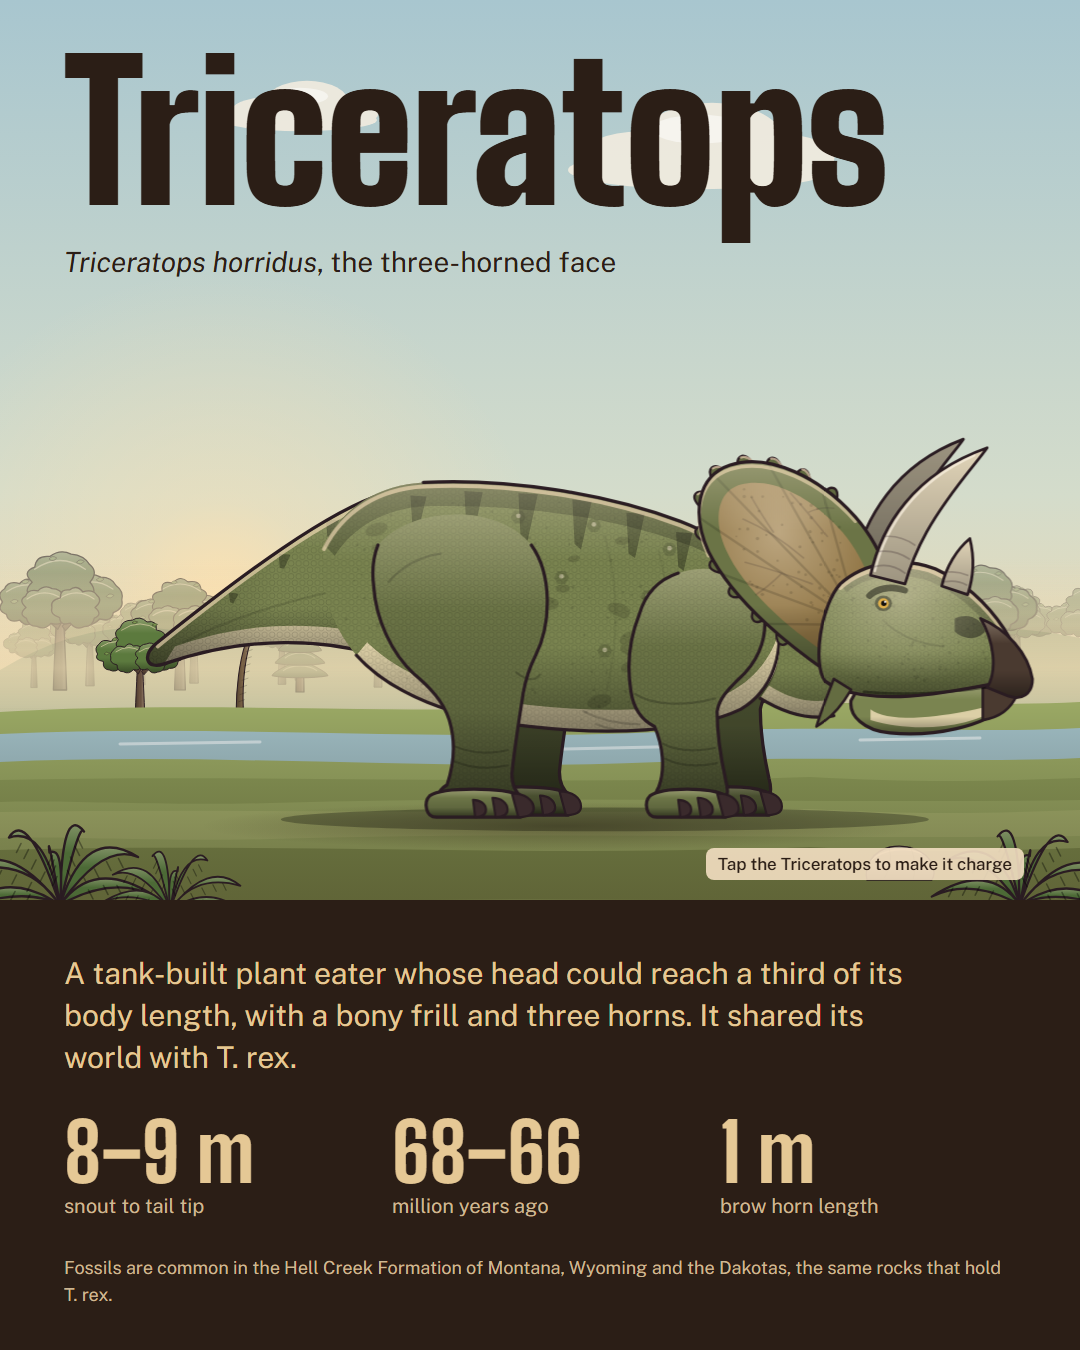 Triceratops
Triceratops horridus, the three-horned face
Tap the Triceratops to make it charge
A tank-built plant eater whose head could reach a third of its
body length, with a bony frill and three horns. It shared its
world with T. rex.
8–9 m
snout to tail tip
68–66
million years ago
1 m
brow horn length
Fossils are common in the Hell Creek Formation of Montana, Wyoming and the Dakotas, the same rocks that hold
T. rex.